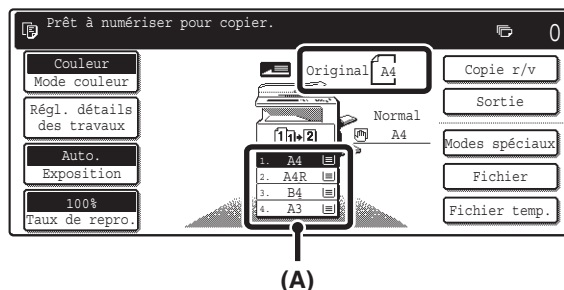 Prêt à numériser pour copier.
0
Couleur
Mode couleur
Régl. détails
des travaux
Auto.
Exposition
100%
Taux de repro.
Original A4
1 1→2
Normal
A4
1. A4
2. A4R
3. B4
4. A3
Copie r/v
Sortie
Modes spéciaux
Fichier
Fichier temp.
(A)